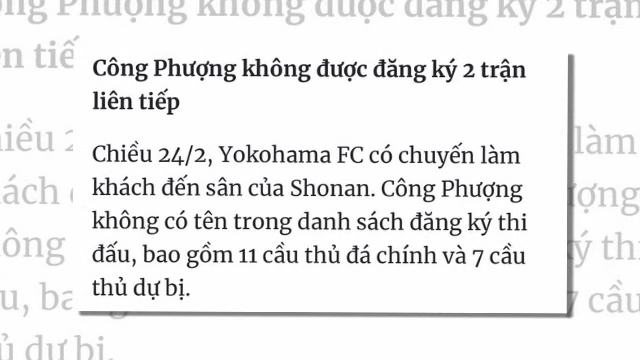 Công Phượng không được đăng ký 2 trận
liên tiếp
Chiều 24/2, Yokohama FC có chuyến làm
khách đến sân của Shonan. Công Phượng
không có tên trong danh sách đăng ký thi
đấu, bao gồm 11 cầu thủ đá chính và 7 cầu
thủ dự bị.